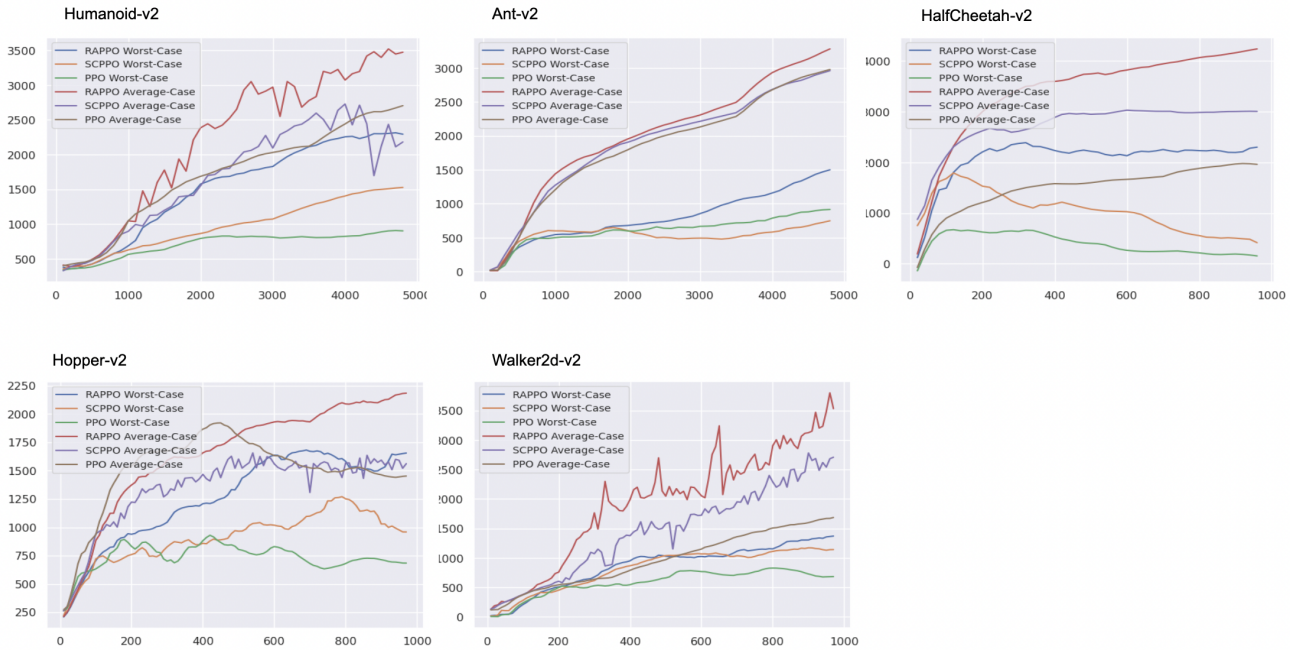 Humanoid-v2
RAPPO Worst-Case
SCPPO Worst-Case
PPO Worst-Case
RAPPO Average-Case
SCPPO Average-Case
PPO Average-Case
3500
3000
2500
2000
1500
1000
500
0 1000 2000 3000 4000
Ant-v2
RAPPO Worst-Case
SCPPO Worst-Case
PPO Worst-Case
RAPPO Average-Case
SCPPO Average-Case
PPO Average-Case
3000
2500
2000
1500
1000
500
0
0 1000 2000 3000 4000 5000
HalfCheetah-v2
RAPPO Worst-Case
SCPPO Worst-Case
PPO Worst-Case
RAPPO Average-Case
SCPPO Average-Case
PPO Average-Case
4000
2000
1000
0
0 200 400 600 800 1000
Hopper-v2
RAPPO Worst-Case
SCPPO Worst-Case
PPO Worst-Case
RAPPO Average-Case
SCPPO Average-Case
PPO Average-Case
2250
2000
1750
1500
1250
1000
750
500
250
0 200 400 600 800 1000
Walker2d-v2
RAPPO Worst-Case
SCPPO Worst-Case
PPO Worst-Case
RAPPO Average-Case
SCPPO Average-Case
PPO Average-Case
2500
2000
1500
1000
500
0
0 200 400 600 800 1000